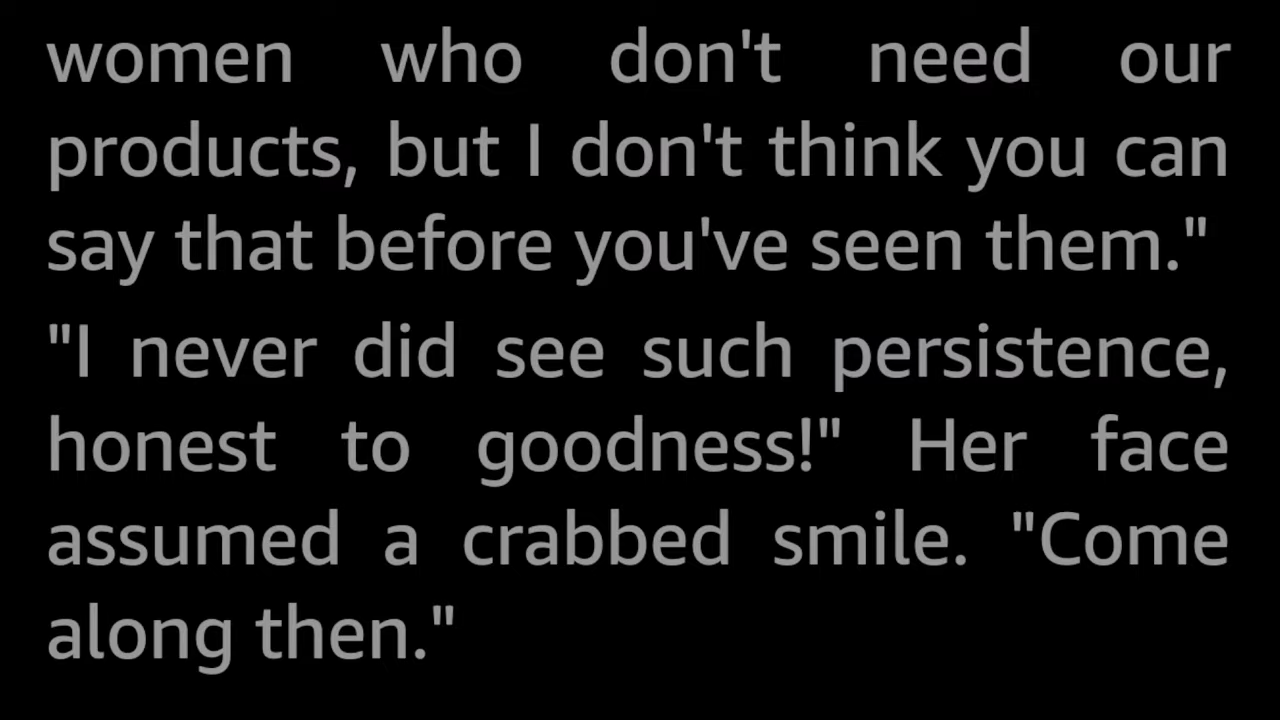 women who don't need our
products, but I don't think you can
say that before you've seen them."
"I never did see such persistence,
honest to goodness!" Her face
assumed a crabbed smile. "Come
along then."